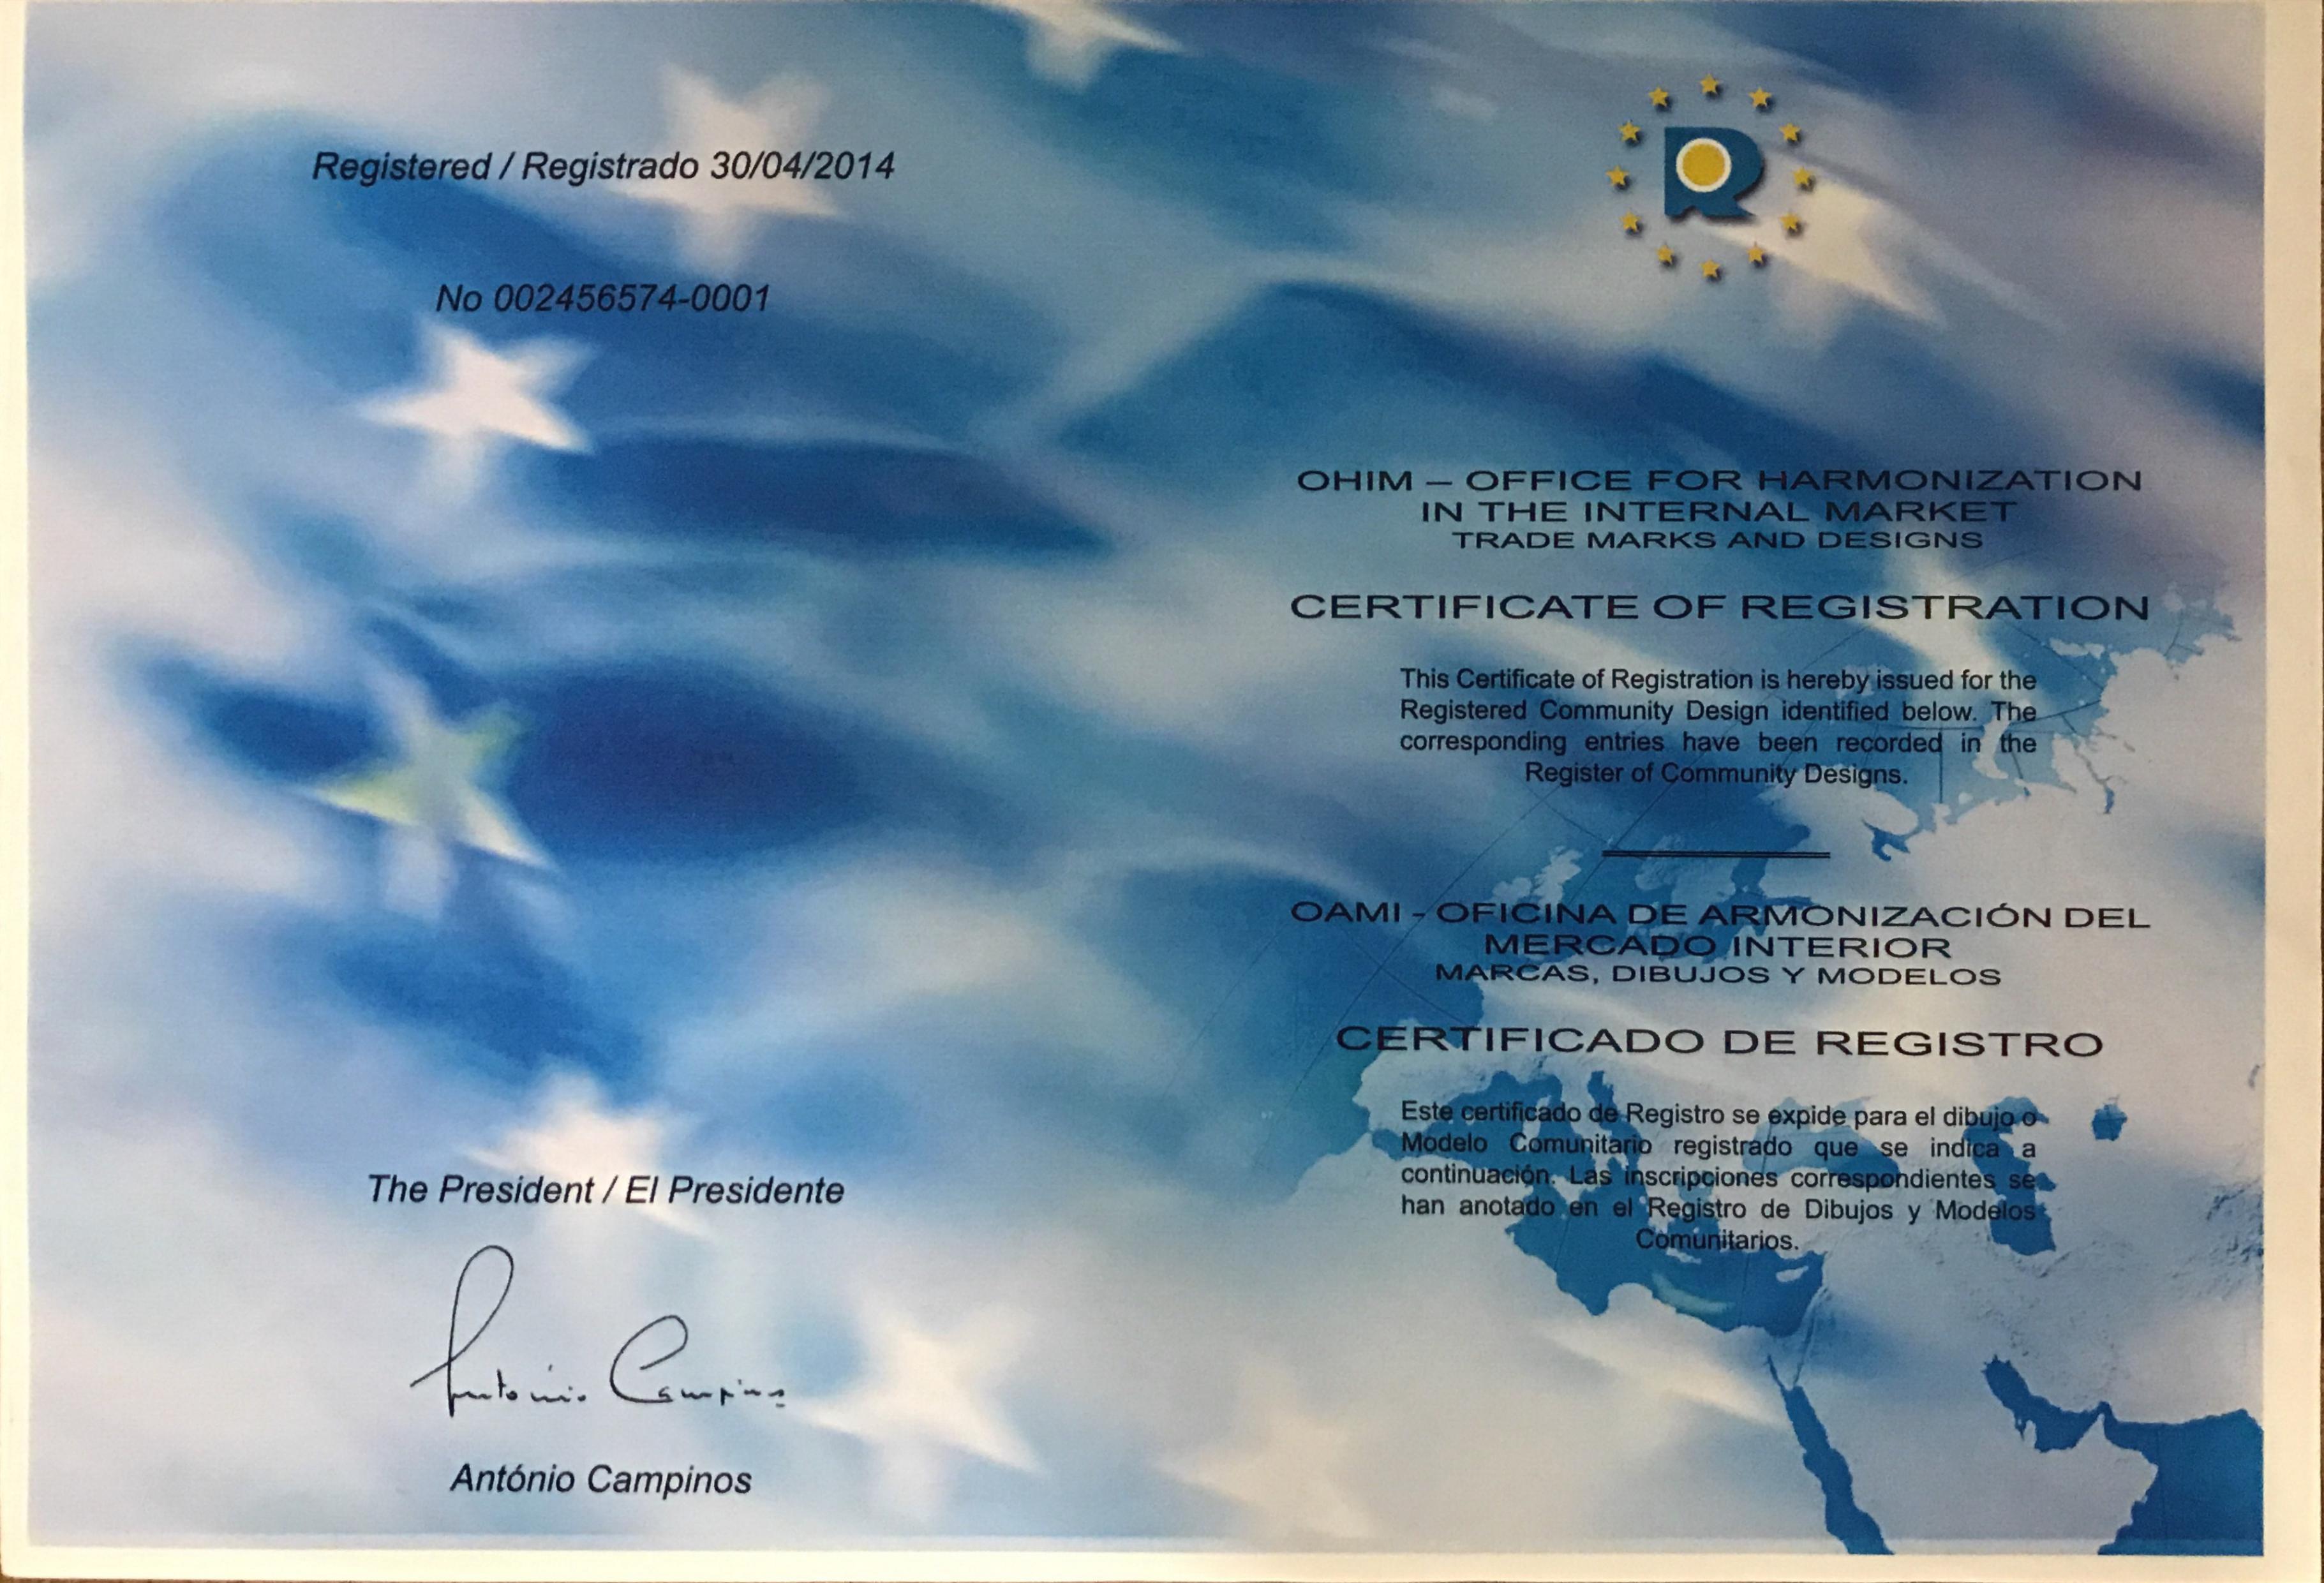 Registered / Registrado 30/04/2014
No 002456574-0001
The President / El Presidente
António Campinos
António Campinos
R
OHIM – OFFICE FOR HARMONIZATION
IN THE INTERNAL MARKET
TRADE MARKS AND DESIGNS
CERTIFICATE OF REGISTRATION
This Certificate of Registration is hereby issued for the
Registered Community Design identified below. The
corresponding entries have been recorded in the
Register of Community Designs.
OAMI - OFICINA DE ARMONIZACIÓN DEL
MERCADO INTERIOR
MARCAS, DIBUJOS Y MODELOS
CERTIFICADO DE REGISTRO
Este certificado de Registro se expide para el dibujo o
Modelo Comunitario registrado que se indica a
continuación. Las inscripciones correspondientes se
han anotado en el Registro de Dibujos y Modelos
Comunitarios.